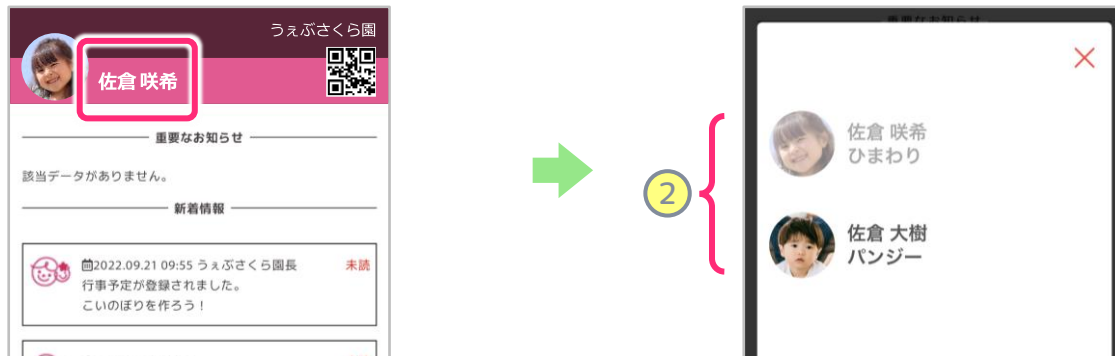 うぇぶさくら園
佐倉 咲希
重要なお知らせ
該当データがありません。
新着情報
2022.09.21 09:55 うぇぶさくら園長 未読
行事予定が登録されました。
こいのぼりを作ろう！
重要なお知らせ
②
佐倉 咲希
ひまわり
佐倉 大樹
パンジー